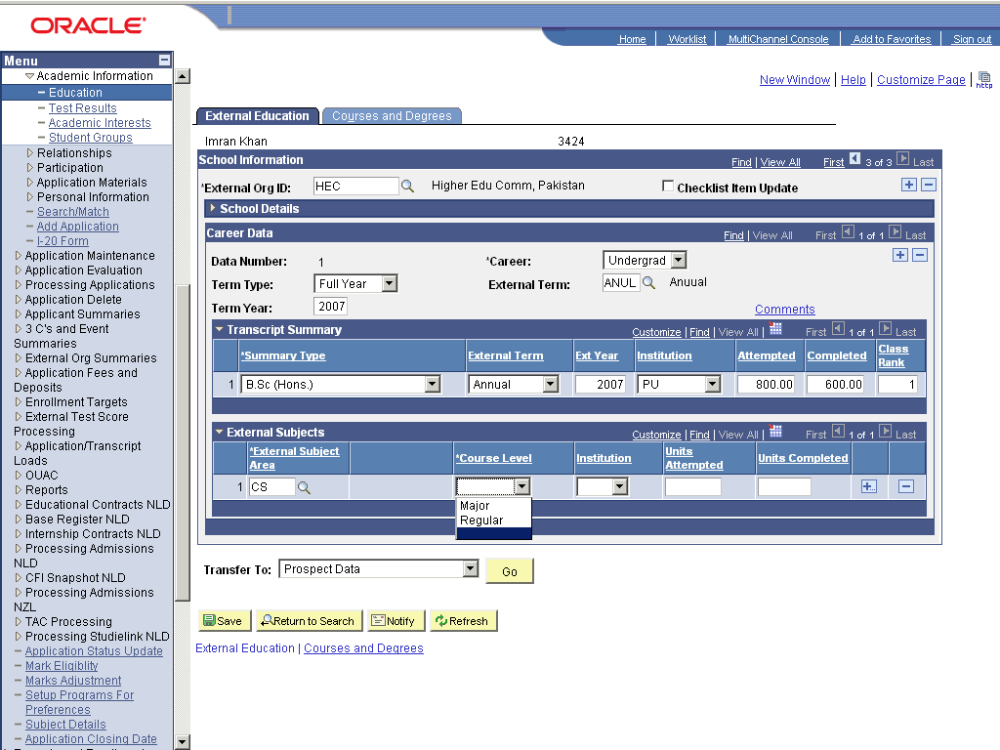 ORACLE
Home
Worklist
MultiChannel Console
Add to Favorites
Sign out
Menu
Academic Information
Education
Test Results
Academic Interests
Student Groups
Relationships
Participation
Application Materials
Personal Information
Search/Match
Add Application
I-20 Form
Application Maintenance
Application Evaluation
Processing Applications
Application Delete
Applicant Summaries
3 C's and Event
Summaries
External Org Summaries
Application Fees and
Deposits
Enrollment Targets
External Test Score
Processing
Application/Transcript
Loads
OUAC
Reports
Educational Contracts NLD
Base Register NLD
Internship Contracts NLD
Processing Admissions
NLD
CFI Snapshot NLD
Processing Admissions
NZL
TAC Processing
Processing Studielink NLD
Application Status Update
Mark Eligiblity
Marks Adjustment
Setup Programs For
Preferences
Subject Details
Application Closing Date
New Window | Help | Customize Page | http
External Education
Courses and Degrees
Imran Khan 3424
School Information Find | View All First 3 of 3 Last
*External Org ID: HEC Higher Edu Comm, Pakistan Checklist Item Update
School Details
Career Data Find | View All First 1 of 1 Last
Data Number: 1 *Career: Undergrad
Term Type: Full Year External Term: ANUL Anuual
Term Year: 2007
Comments
Transcript Summary Customize | Find | View All | First 1 of 1 Last
*Summary Type External Term Ext Year Institution Attempted Completed Class Rank
1 B.Sc (Hons.) Annual 2007 PU 800.00 600.00 1
External Subjects Customize | Find | View All | First 1 of 1 Last
*External Subject Area *Course Level Institution Units Attempted Units Completed
1 CS
Major
Regular
Transfer To: Prospect Data Go
Save Return to Search Notify Refresh
External Education | Courses and Degrees